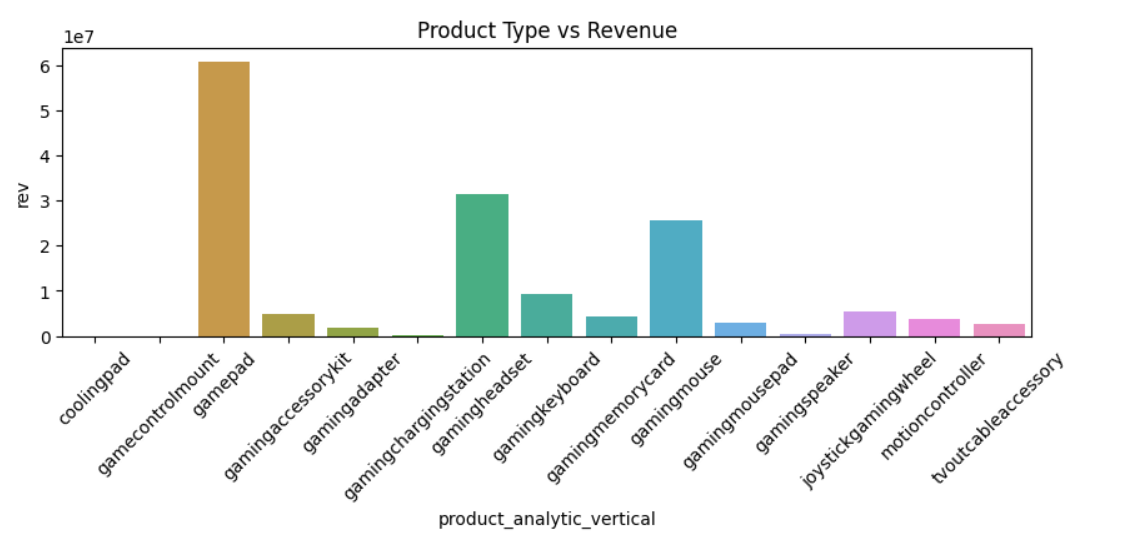 Product Type vs Revenue
1e7
6
5
4
3
2
1
0
rev
coolingpad
gamecontrolmount
gamepad
gamingaccessorykit
gamingadapter
gamingchargingstation
gamingheadset
gamingkeyboard
gamingmemorycard
gamingmouse
gamingmousepad
gamingspeaker
joystickgamingwheel
motioncontroller
tvoutcableaccessory
product_analytic_vertical